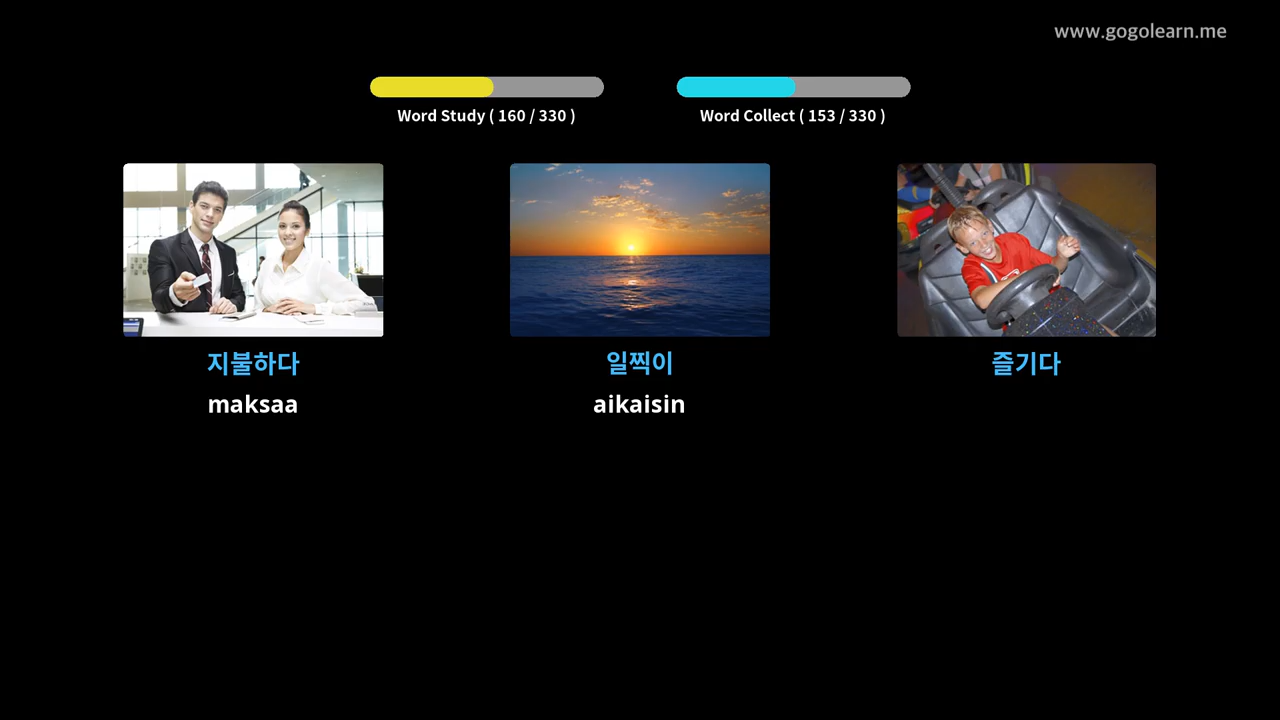 www.gogolearn.me
Word Study ( 160 / 330 )
Word Collect ( 153 / 330 )
지불하다
일찍이
즐기다
maksaa
aikaisin